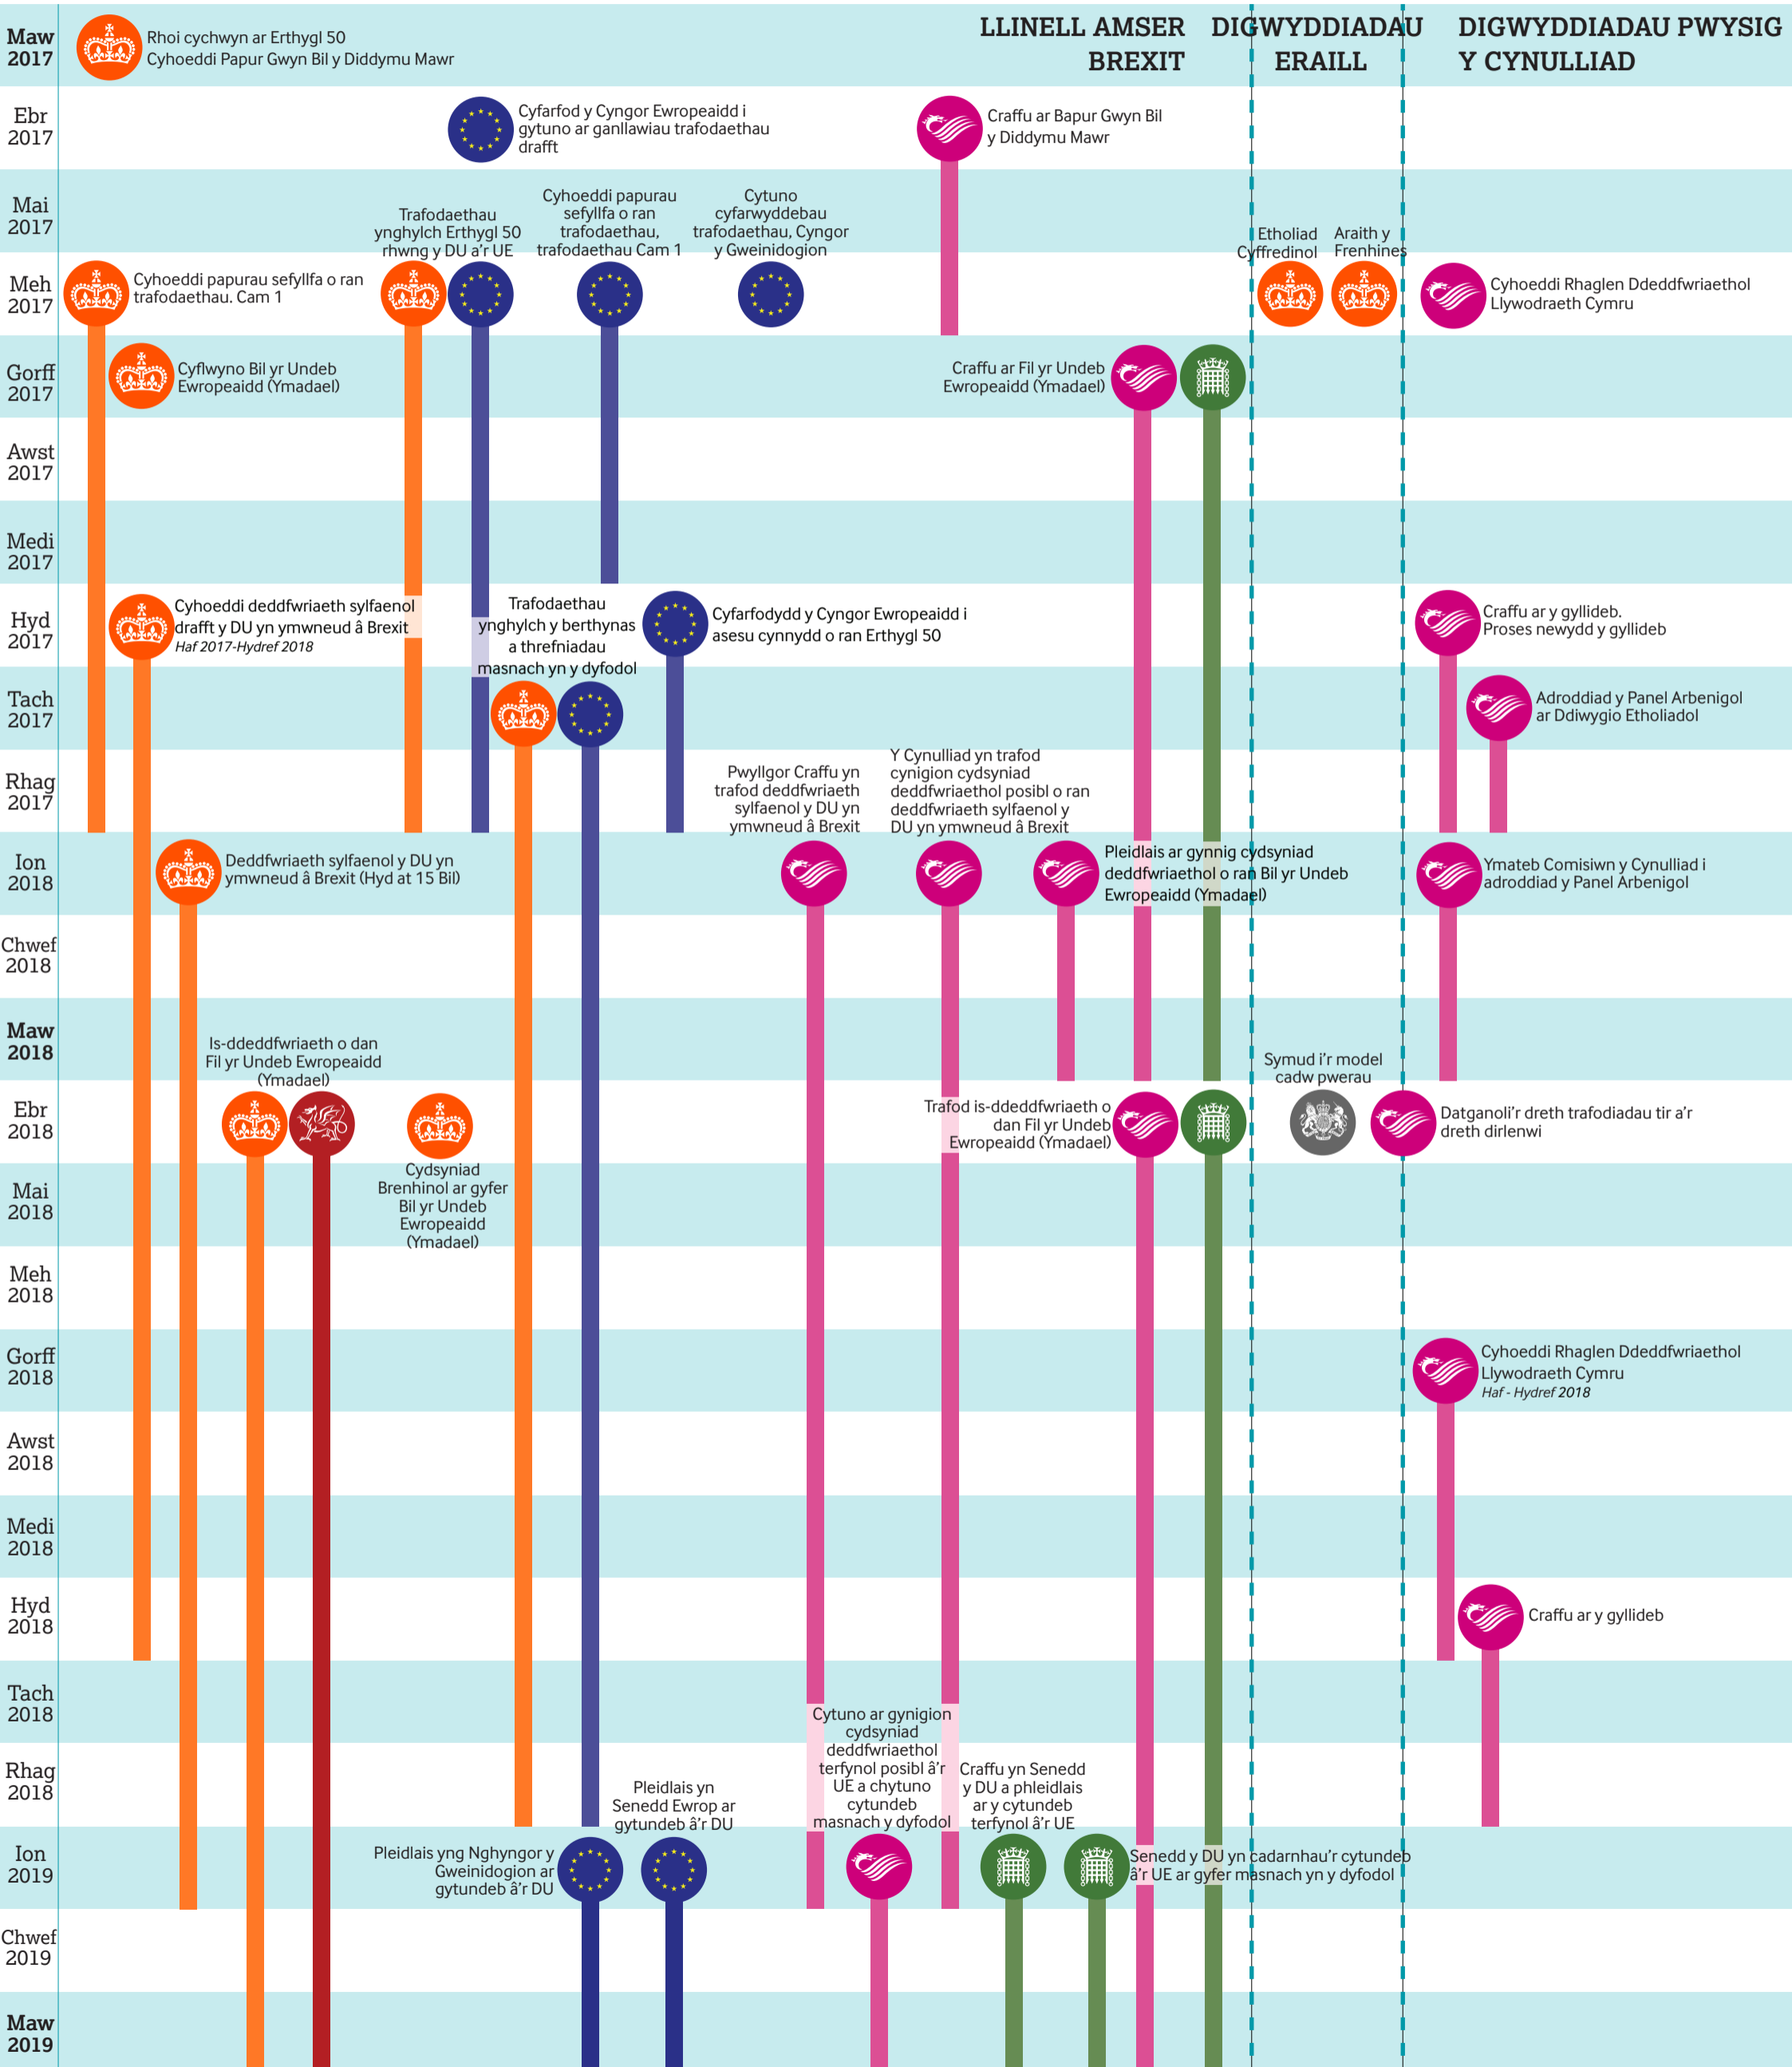 LLINELL AMSER
BREXIT
DIGWYDDIADAU
ERAILL
DIGWYDDIADAU PWYSIG
Y CYNULLIAD
Maw
2017
Rhoi cychwyn ar Erthygl 50
Cyhoeddi Papur Gwyn Bil y Diddymu Mawr
Ebr
2017
Cyfarfod y Cyngor Ewropeaidd i
gytuno ar ganllawiau trafodaethau
drafft
Craffu ar Bapur Gwyn Bil
y Diddymu Mawr
Mai
2017
Trafodaethau
ynghylch Erthygl 50
rhwng y DU a'r UE
Cyhoeddi papurau
sefyllfa o ran
trafodaethau,
trafodaethau Cam 1
Cytuno
cyfarwyddebau
trafodaethau, Cyngor
y Gweinidogion
Etholiad
Cyffredinol
Araith y
Frenhines
Meh
2017
Cyhoeddi papurau sefyllfa o ran
trafodaethau. Cam 1
Cyhoeddi Rhaglen Ddeddfwriaethol
Llywodraeth Cymru
Gorff
2017
Cyflwyno Bil yr Undeb
Ewropeaidd (Ymadael)
Craffu ar Fil yr Undeb
Ewropeaidd (Ymadael)
Awst
2017
Medi
2017
Hyd
2017
Cyhoeddi deddfwriaeth sylfaenol
drafft y DU yn ymwneud â Brexit
Haf 2017-Hydref 2018
Trafodaethau
ynghylch y berthynas
a threfniadau
masnach yn y dyfodol
Cyfarfodydd y Cyngor Ewropeaidd i
asesu cynnydd o ran Erthygl 50
Craffu ar y gyllideb.
Proses newydd y gyllideb
Tach
2017
Adroddiad y Panel Arbenigol
ar Ddiwygio Etholiadol
Rhag
2017
Pwyllgor Craffu yn
trafod deddfwriaeth
sylfaenol y DU yn
ymwneud â Brexit
Y Cynulliad yn trafod
cynigion cydsyniad
deddfwriaethol posibl o ran
deddfwriaeth sylfaenol y
DU yn ymwneud â Brexit
Ion
2018
Deddfwriaeth sylfaenol y DU yn
ymwneud â Brexit (Hyd at 15 Bil)
Pleidlais ar gynnig cydsyniad
deddfwriaethol o ran Bil yr Undeb
Ewropeaidd (Ymadael)
Ymateb Comisiwn y Cynulliad i
adroddiad y Panel Arbenigol
Chwef
2018
Maw
2018
Is-ddeddfwriaeth o dan
Fil yr Undeb Ewropeaidd
(Ymadael)
Symud i'r model
cadw pwerau
Ebr
2018
Cydsyniad
Brenhinol ar gyfer
Bil yr Undeb
Ewropeaidd
(Ymadael)
Trafod is-ddeddfwriaeth o
dan Fil yr Undeb
Ewropeaidd (Ymadael)
Datganoli'r dreth trafodiadau tir a'r
dreth dirlenwi
Mai
2018
Meh
2018
Gorff
2018
Cyhoeddi Rhaglen Ddeddfwriaethol
Llywodraeth Cymru
Haf - Hydref 2018
Awst
2018
Medi
2018
Hyd
2018
Craffu ar y gyllideb
Tach
2018
Cytuno ar gynigion
cydsyniad
deddfwriaethol
terfynol posibl â'r
UE a chytuno
cytundeb
masnach y dyfodol
Rhag
2018
Pleidlais yn
Senedd Ewrop ar
gytundeb â'r DU
Craffu yn Senedd
y DU a phleidlais
ar y cytundeb
terfynol â'r UE
Ion
2019
Pleidlais yng Nghyngor y
Gweinidogion ar
gytundeb â'r DU
Senedd y DU yn cadarnhau'r cytundeb
â'r UE ar gyfer masnach yn y dyfodol
Chwef
2019
Maw
2019